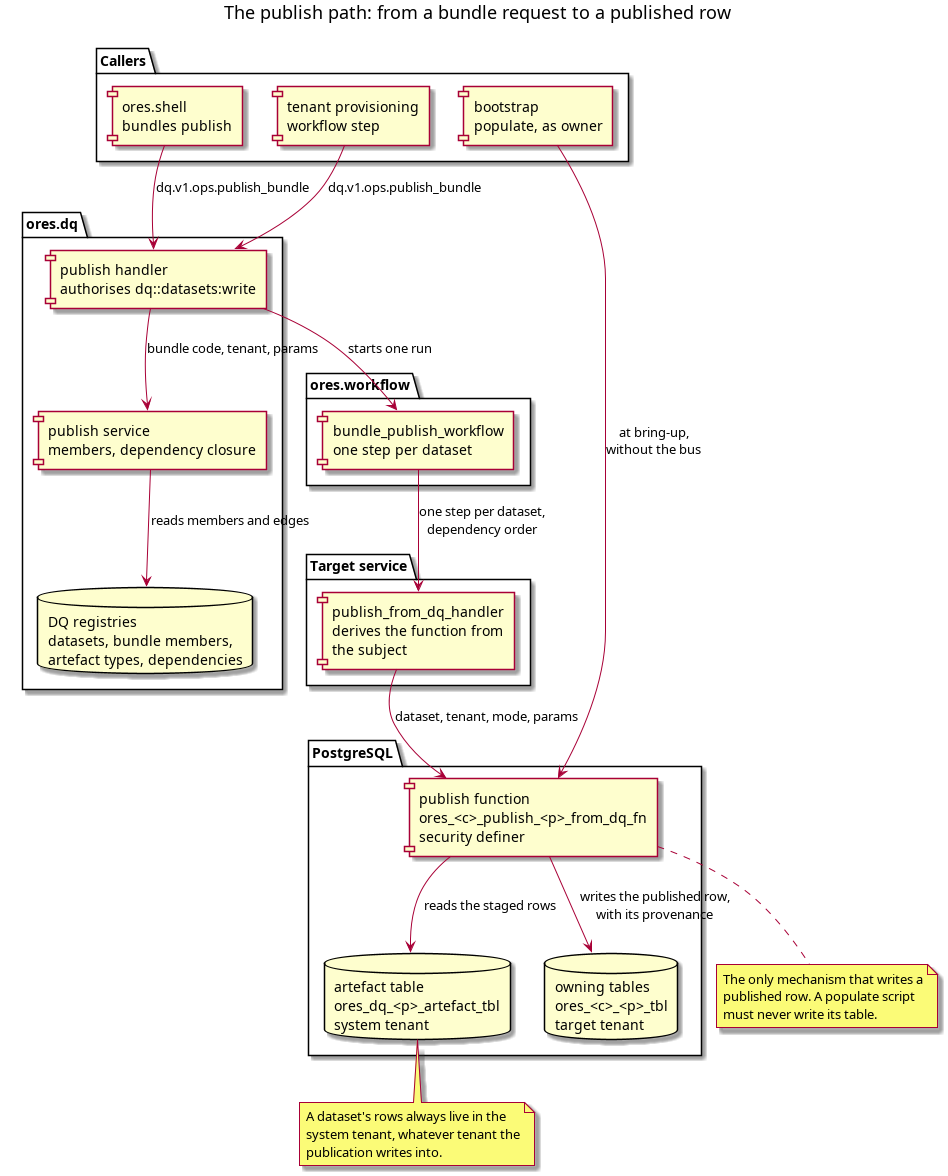 The publish path: from a bundle request to a published row
Callers
ores.shell
bundles publish
tenant provisioning
workflow step
bootstrap
populate, as owner
dq.v1.ops.publish_bundle
dq.v1.ops.publish_bundle
ores.dq
publish handler
authorises dq::datasets:write
bundle code, tenant, params
starts one run
ores.workflow
publish service
members, dependency closure
bundle_publish_workflow
one step per dataset
at bring-up,
without the bus
reads members and edges
one step per dataset,
dependency order
Target service
DQ registries
datasets, bundle members,
artefact types, dependencies
publish_from_dq_handler
derives the function from
the subject
dataset, tenant, mode, params
PostgreSQL
publish function
ores_<c>_publish_<p>_from_dq_fn
security definer
reads the staged rows
writes the published row,
with its provenance
artefact table
ores_dq_<p>_artefact_tbl
system tenant
owning tables
ores_<c>_<p>_tbl
target tenant
The only mechanism that writes a
published row. A populate script
must never write its table.
A dataset's rows always live in the
system tenant, whatever tenant the
publication writes into.